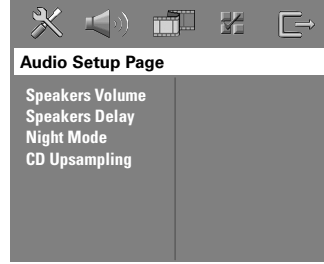 Audio Setup Page
Speakers Volume
Speakers Delay
Night Mode
CD Upsampling